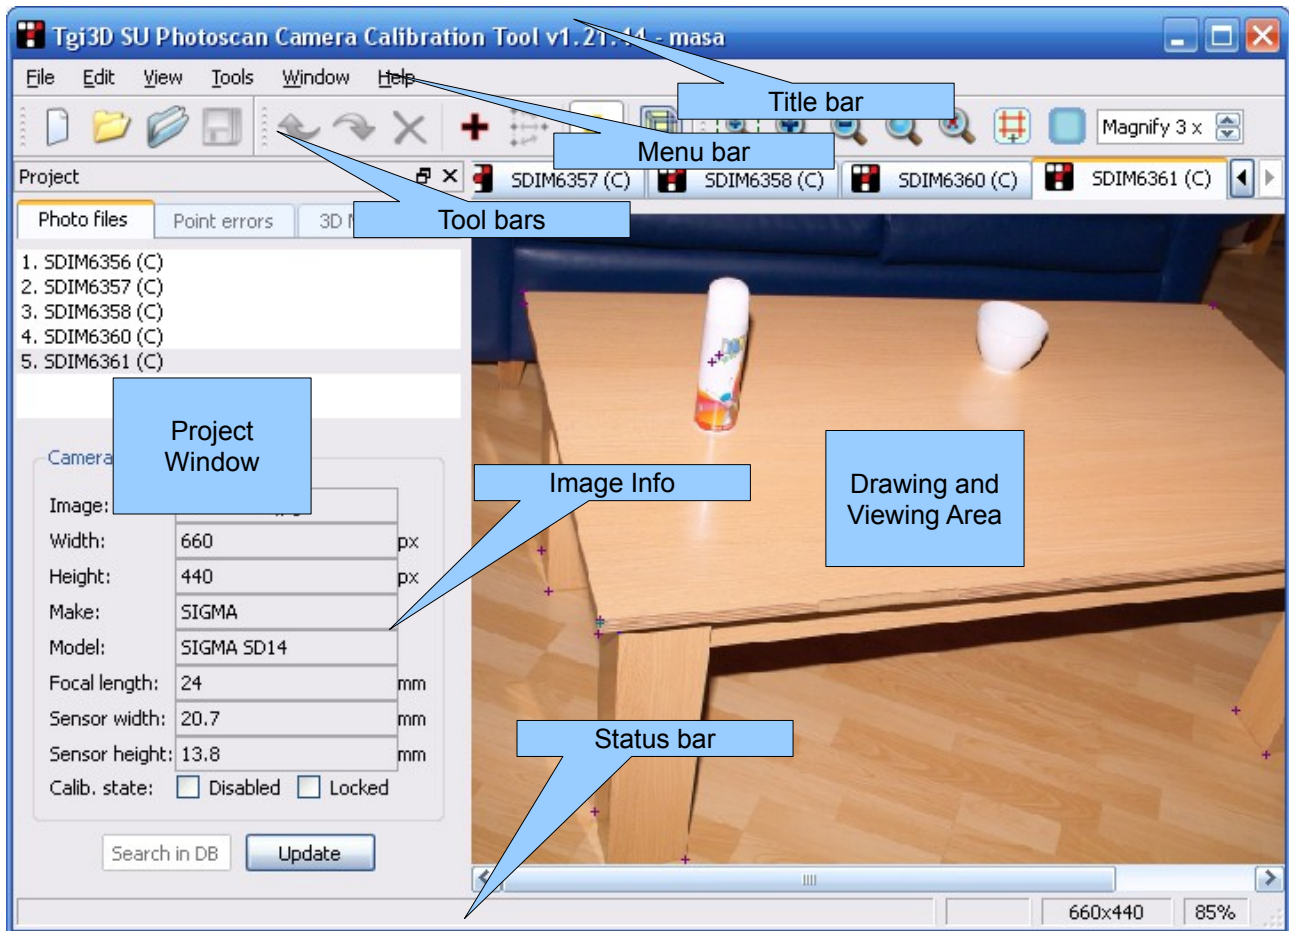 Tgi3D SU Photoscan Camera Calibration Tool v1.21.14 - masa
File Edit View Tools Window Help
Title bar
Magnify 3 x
Menu bar
Project
SDIM6357 (C) SDIM6358 (C) SDIM6360 (C) SDIM6361 (C)
Tool bars
Photo files Point errors 3D
1. SDIM6356 (C)
2. SDIM6357 (C)
3. SDIM6358 (C)
4. SDIM6360 (C)
5. SDIM6361 (C)
Project
Window
Camera
Image Info
Drawing and
Viewing Area
Image:
Width: 660 px
Height: 440 px
Make: SIGMA
Model: SIGMA SD14
Focal length: 24 mm
Sensor width: 20.7 mm
Sensor height: 13.8 mm
Calib. state: Disabled Locked
Status bar
Search in DB Update
660x440 85%